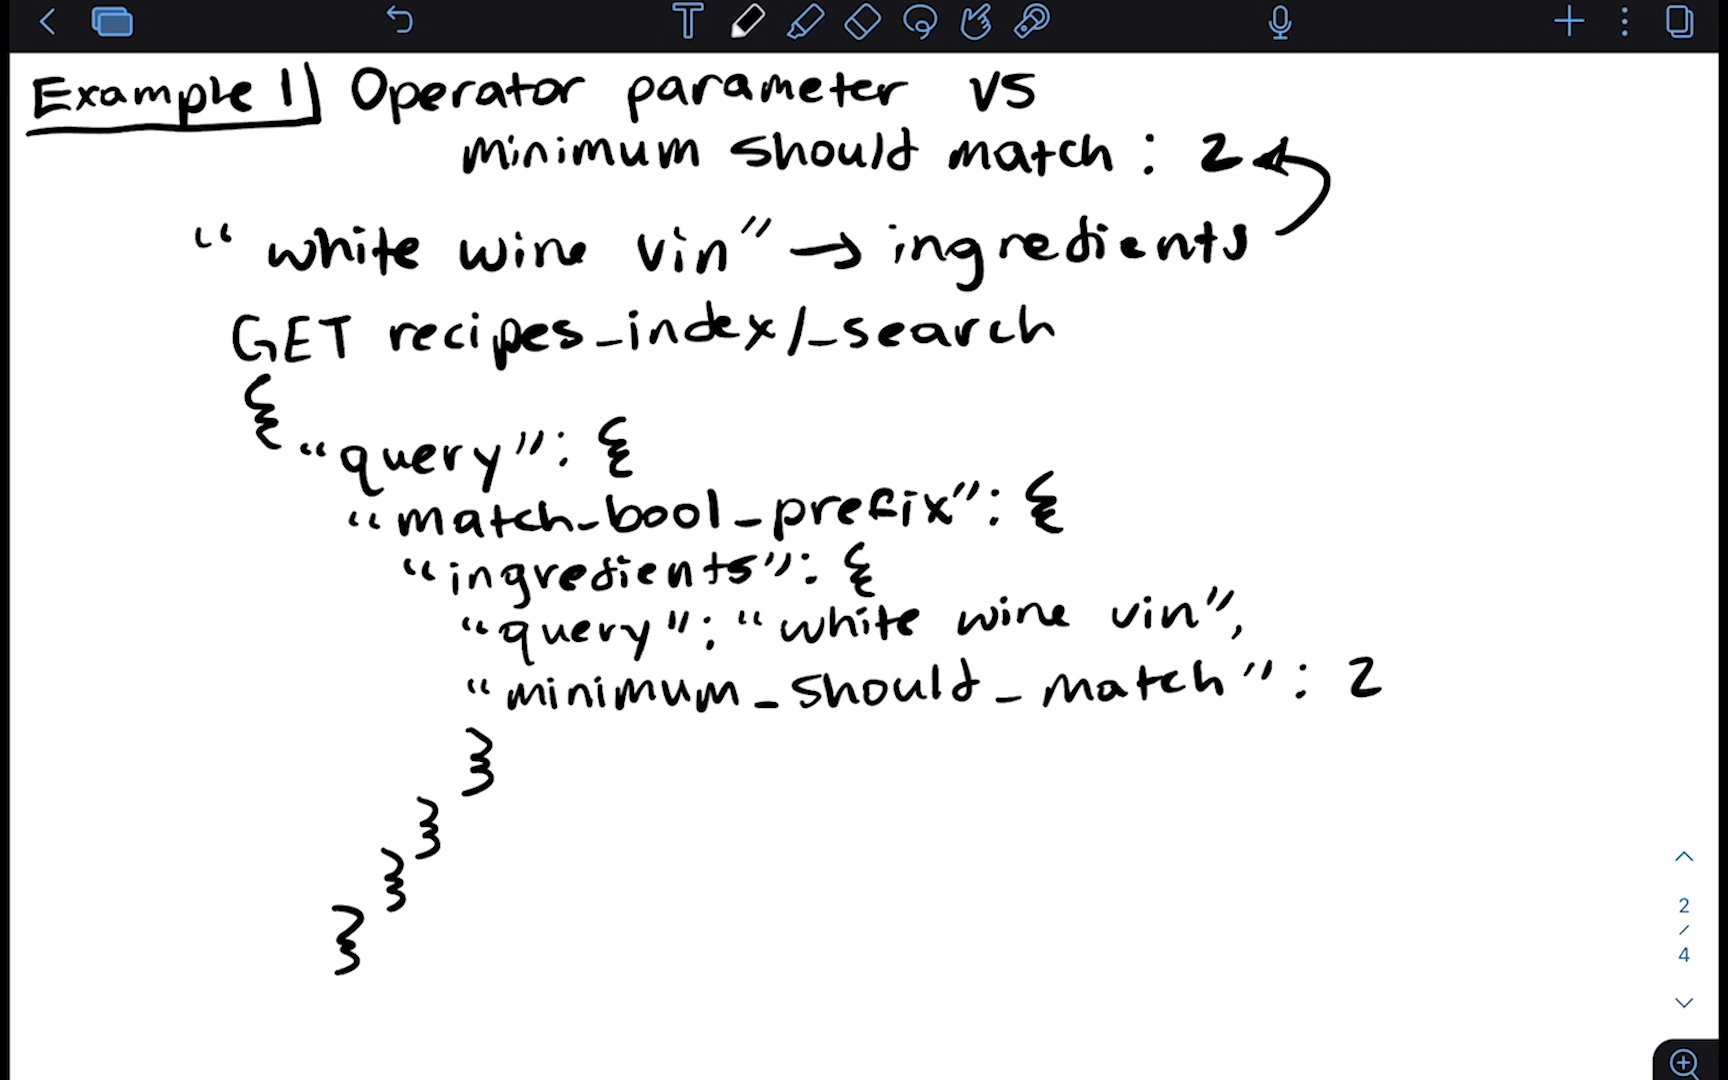 Example 1 Operator parameter vs
minimum should match : 2
"white wine vin" → ingredients
GET recipes_index/_search
{
"query": {
"match_bool_prefix": {
"ingredients": {
"query": "white wine vin",
"minimum_should_match": 2
}
}
}
}
2
/
4